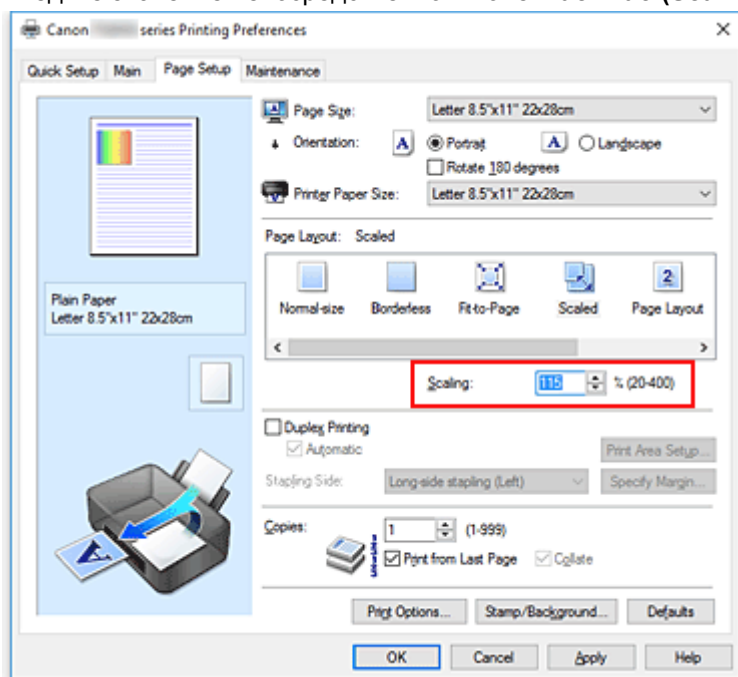 Canon series Printing Preferences
Quick Setup Main Page Setup Maintenance
Page Size: Letter 8.5"x11" 22x28cm
Orientation: A Portrait A Landscape
Rotate 180 degrees
Printer Paper Size: Letter 8.5"x11" 22x28cm
Page Layout: Scaled
Normal-size Borderless Fit-to-Page Scaled Page Layout
Plain Paper
Letter 8.5"x11" 22x28cm
Scaling: 115 % (20-400)
Duplex Printing
Automatic Print Area Setup...
Stapling Side: Long-side stapling (Left) Specify Margin...
Copies: 1 (1-999)
Print from Last Page Collate
Print Options... Stamp/Background... Defaults
OK Cancel Apply Help